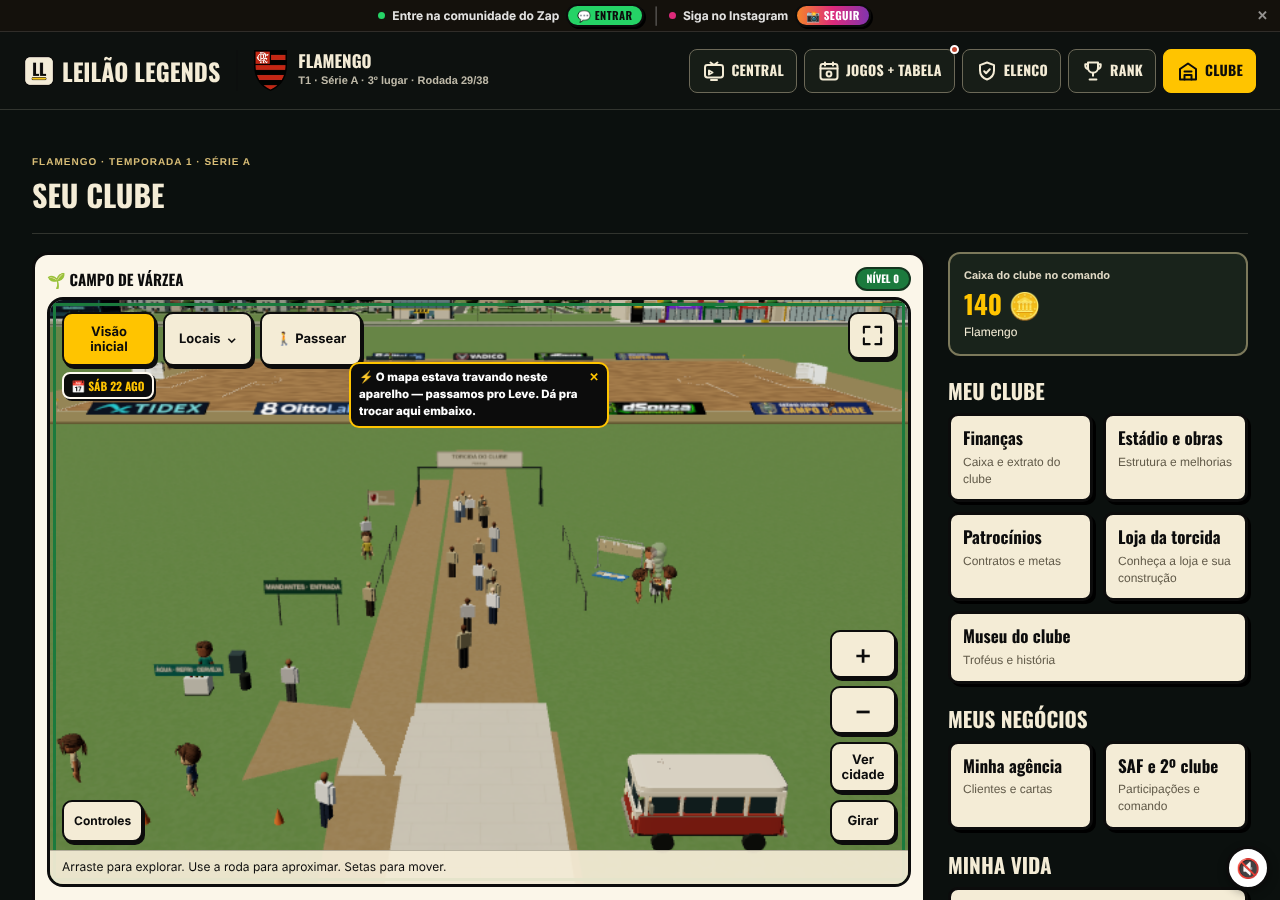 Entre na comunidade do Zap
💬 ENTRAR
Siga no Instagram
📸 SEGUIR
✕
LL LEILÃO LEGENDS
FLAMENGO
T1 · Série A · 3º lugar · Rodada 29/38
CENTRAL
JOGOS + TABELA
ELENCO
RANK
CLUBE
FLAMENGO · TEMPORADA 1 · SÉRIE A
SEU CLUBE
🌱 CAMPO DE VÁRZEA
NÍVEL 0
Visão
inicial
Locais
🚶 Passear
📅 SÁB 22 AGO
⚡ O mapa estava travando neste
aparelho — passamos pro Leve. Dá pra
trocar aqui embaixo.
✕
VADICO
TIDEX
OittoLa
dSouza
CAMPO GRANDE
TORCIDA DO CLUBE
MANDANTES · ENTRADA
ÁGUA · REFRI · CERVEJA
+
−
Ver
cidade
Girar
Controles
Arraste para explorar. Use a roda para aproximar. Setas para mover.
Caixa do clube no comando
140 🪙
Flamengo
MEU CLUBE
Finanças
Caixa e extrato do
clube
Estádio e obras
Estrutura e melhorias
Patrocínios
Contratos e metas
Loja da torcida
Conheça a loja e sua
construção
Museu do clube
Troféus e história
MEUS NEGÓCIOS
Minha agência
Clientes e cartas
SAF e 2º clube
Participações e
comando
MINHA VIDA